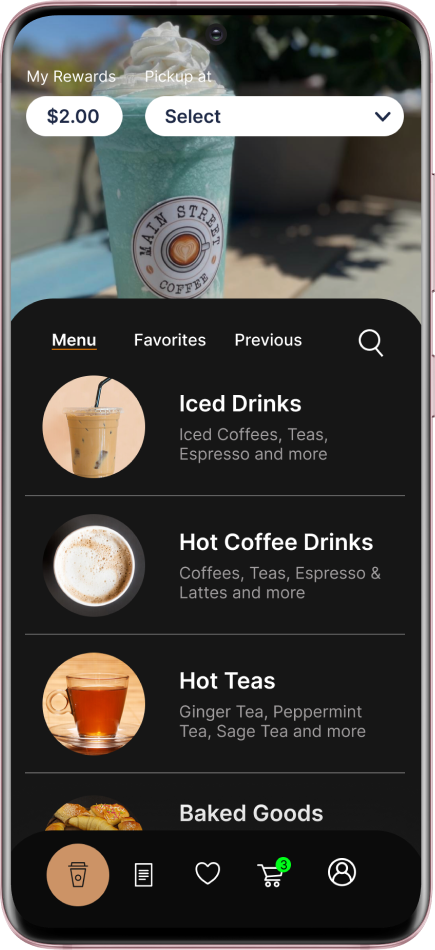 My Rewards
Pickup at
$2.00
Select
MAIN STREET
COFFEE
Menu
Favorites
Previous
Iced Drinks
Iced Coffees, Teas,
Espresso and more
Hot Coffee Drinks
Coffees, Teas, Espresso &
Lattes and more
Hot Teas
Ginger Tea, Peppermint
Tea, Sage Tea and more
Baked Goods
3